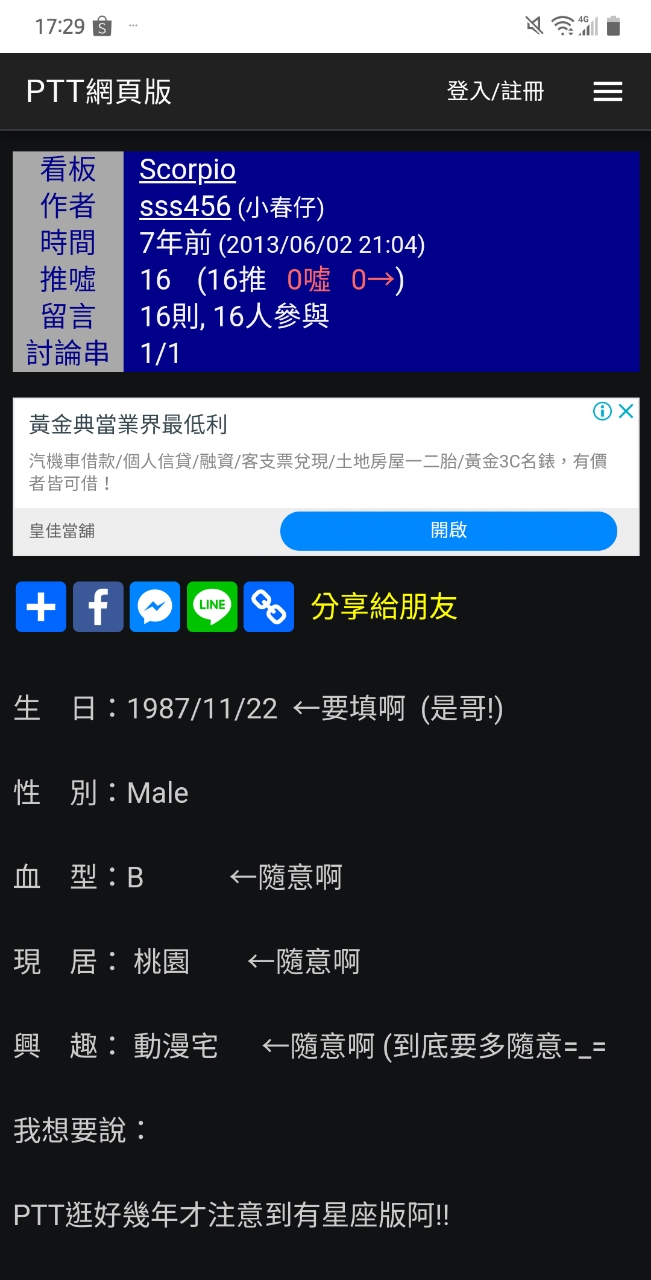 17:29
4G
PTT網頁版 登入/註冊
看板 Scorpio
作者 sss456 (小春仔)
時間 7年前 (2013/06/02 21:04)
推噓 16 (16推 0噓 0→)
留言 16則, 16人參與
討論串 1/1
黃金典當業界最低利
汽機車借款/個人信貸/融資/客支票兌現/土地房屋一二胎/黃金3C名錶，有價
者皆可借！
皇佳當舖 開啟
LINE 分享給朋友
生 日：1987/11/22 ←要填啊 (是哥!)
性 別：Male
血 型：B ←隨意啊
現 居： 桃園 ←隨意啊
興 趣： 動漫宅 ←隨意啊 (到底要多隨意=_=
我想要說：
PTT逛好幾年才注意到有星座版阿!!